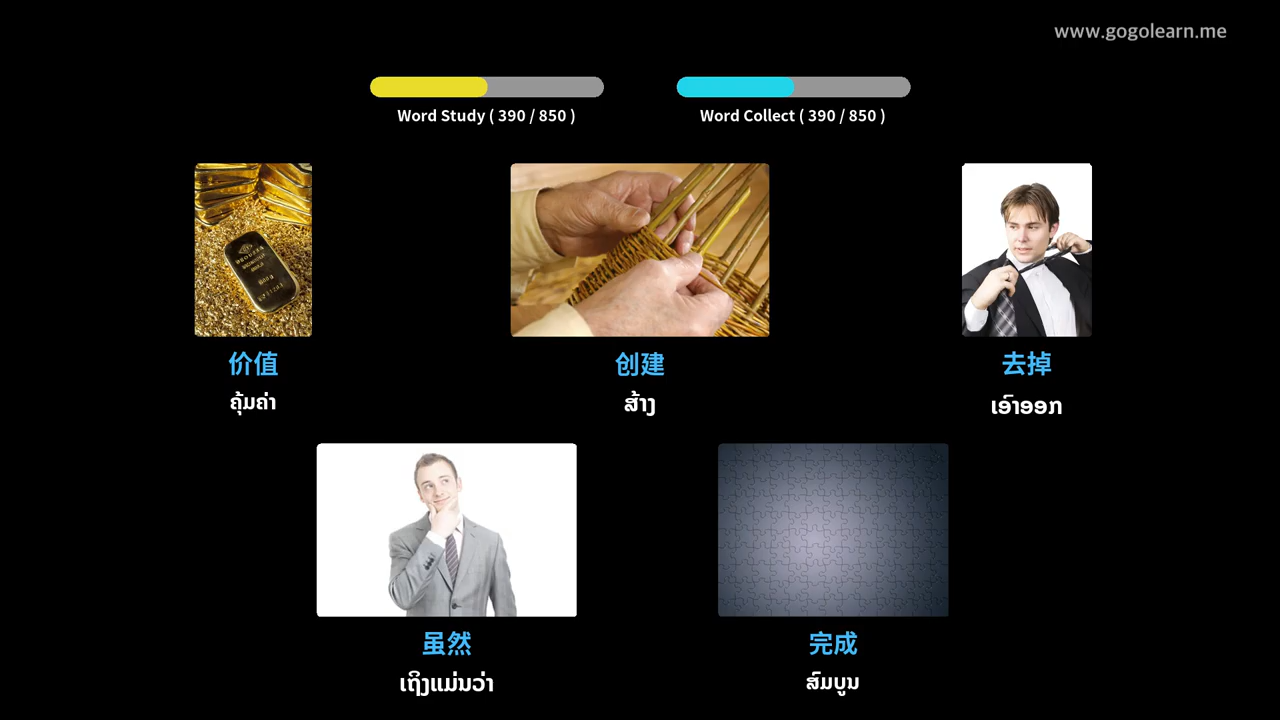 www.gogolearn.me
Word Study ( 390 / 850 )
Word Collect ( 390 / 850 )
价值
ຄຸ້ມຄ່າ
创建
ສ້າງ
去掉
ເອົາອອກ
虽然
ເຖິງແມ່ນວ່າ
完成
ສົມບູນ